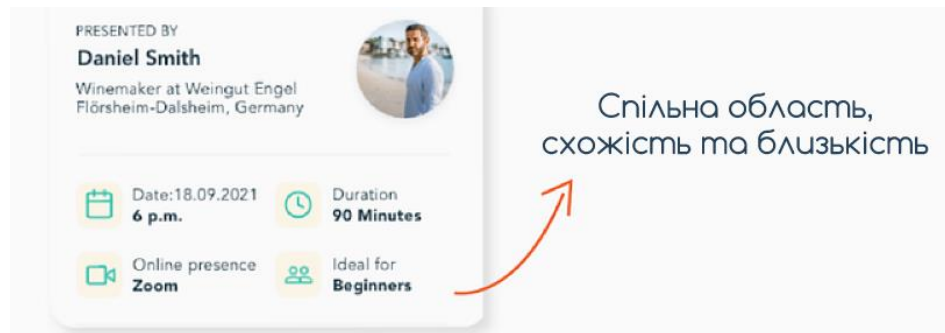 PRESENTED BY
Daniel Smith
Winemaker at Weingut Engel
Flörsheim-Dalsheim, Germany
Date:18.09.2021
6 p.m.
Duration
90 Minutes
Online presence
Zoom
Ideal for
Beginners
Спільна область,
схожість та близькість